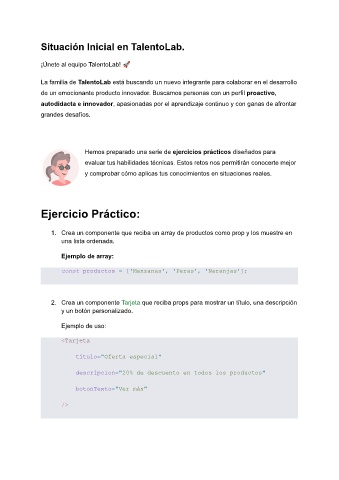 Situación Inicial en TalentoLab.
¡Únete al equipo TalentoLab! 🚀
La familia de TalentoLab está buscando un nuevo integrante para colaborar en el desarrollo
de un emocionante producto innovador. Buscamos personas con un perfil proactivo,
autodidacta e innovador, apasionadas por el aprendizaje continuo y con ganas de afrontar
grandes desafíos.
Hemos preparado una serie de ejercicios prácticos diseñados para
evaluar tus habilidades técnicas. Estos retos nos permitirán conocerte mejor
y comprobar cómo aplicas tus conocimientos en situaciones reales.
Ejercicio Práctico:
1. Crea un componente que reciba un array de productos como prop y los muestre en
una lista ordenada.
Ejemplo de array:
const productos = ['Manzanas', 'Peras', 'Naranjas'];
2. Crea un componente Tarjeta que reciba props para mostrar un título, una descripción
y un botón personalizado.
Ejemplo de uso:
<Tarjeta
titulo="Oferta especial"
descripcion="20% de descuento en todos los productos"
botonTexto="Ver más"
/>